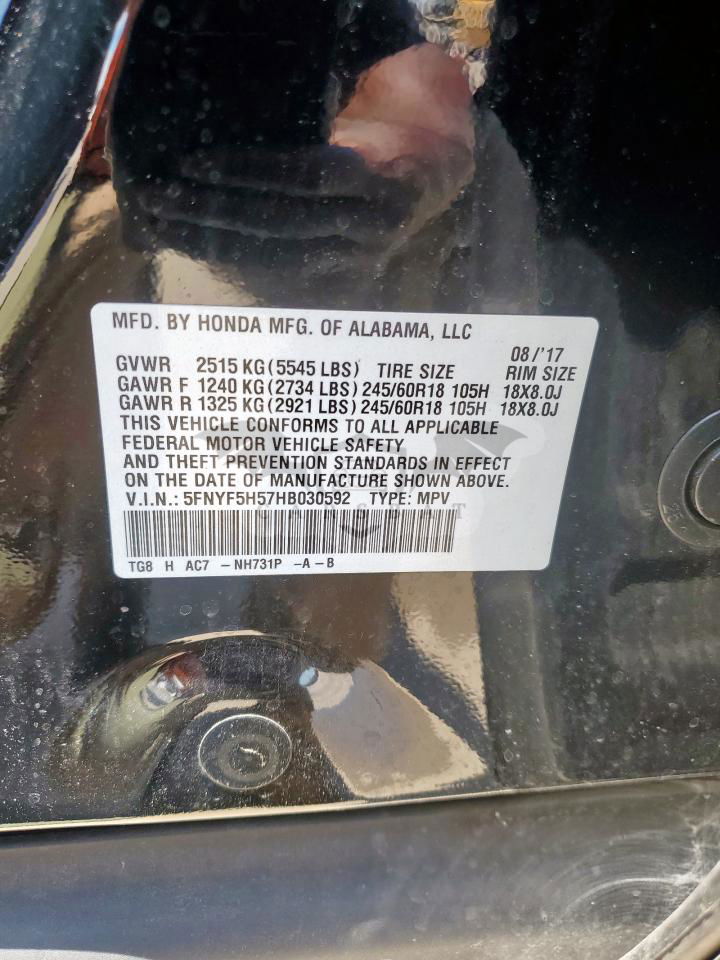 MFD. BY HONDA MFG. OF ALABAMA, LLC
08/'17
GVWR 2515 KG (5545 LBS) TIRE SIZE RIM SIZE
GAWR F 1240 KG (2734 LBS) 245/60R18 105H 18X8.0J
GAWR R 1325 KG (2921 LBS) 245/60R18 105H 18X8.0J
THIS VEHICLE CONFORMS TO ALL APPLICABLE
FEDERAL MOTOR VEHICLE SAFETY
AND THEFT PREVENTION STANDARDS IN EFFECT
ON THE DATE OF MANUFACTURE SHOWN ABOVE.
V.I.N.: 5FNYF5H57HB030592 TYPE: MPV
TG8 H AC7 -NH731P -A-B